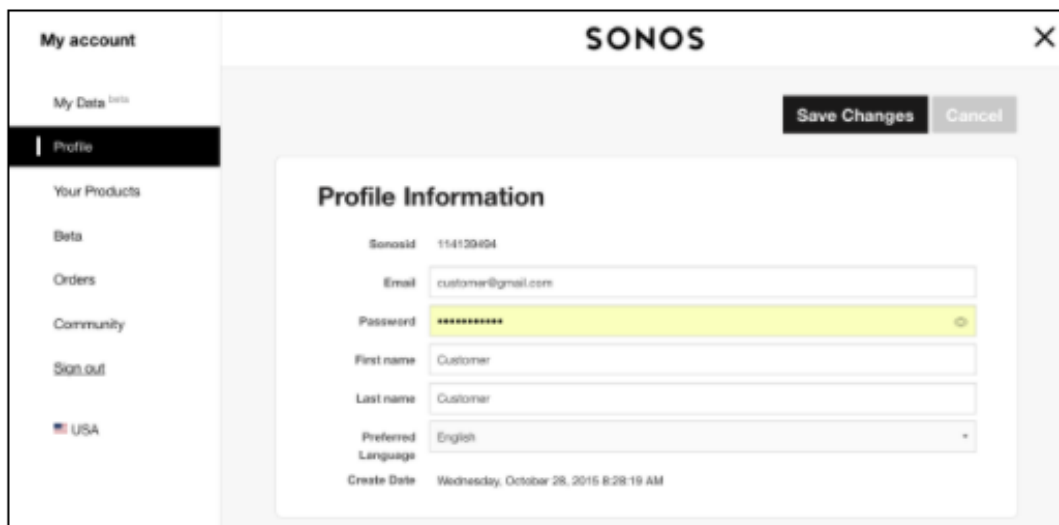 My account
SONOS
My Data beta
Profile
Your Products
Beta
Orders
Community
Sign out
USA
Save Changes
Cancel
Profile Information
Sonosid 114139494
Email customer@gmail.com
Password •••••••••••
First name Customer
Last name Customer
Preferred
Language English
Create Date Wednesday, October 28, 2015 8:28:19 AM